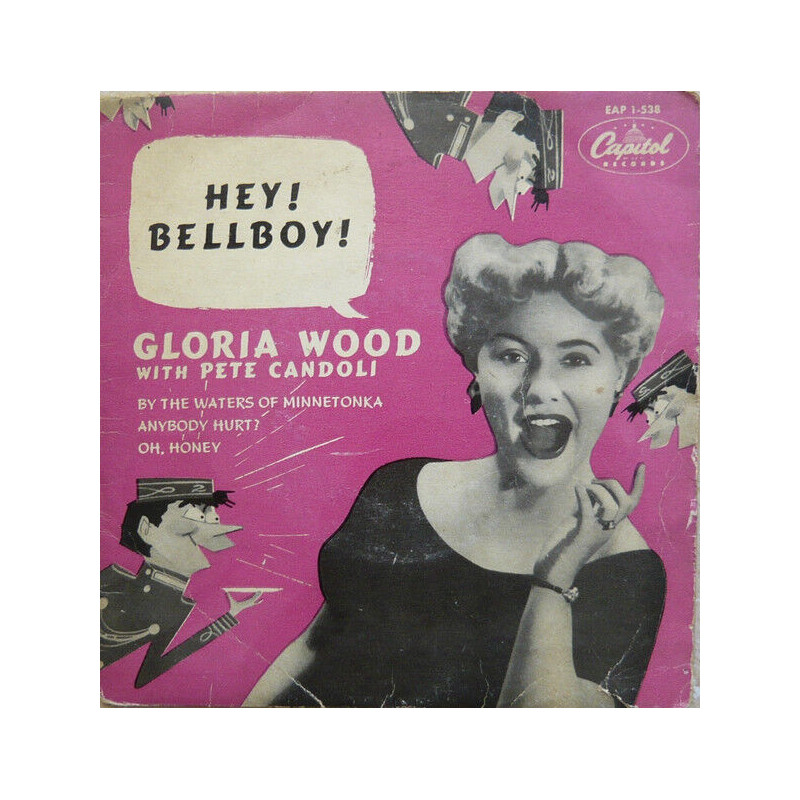 EAP 1-538
Capitol
RECORDS
HEY!
BELLBOY!
GLORIA WOOD
WITH PETE CANDOLI
BY THE WATERS OF MINNETONKA
ANYBODY HURT?
OH, HONEY